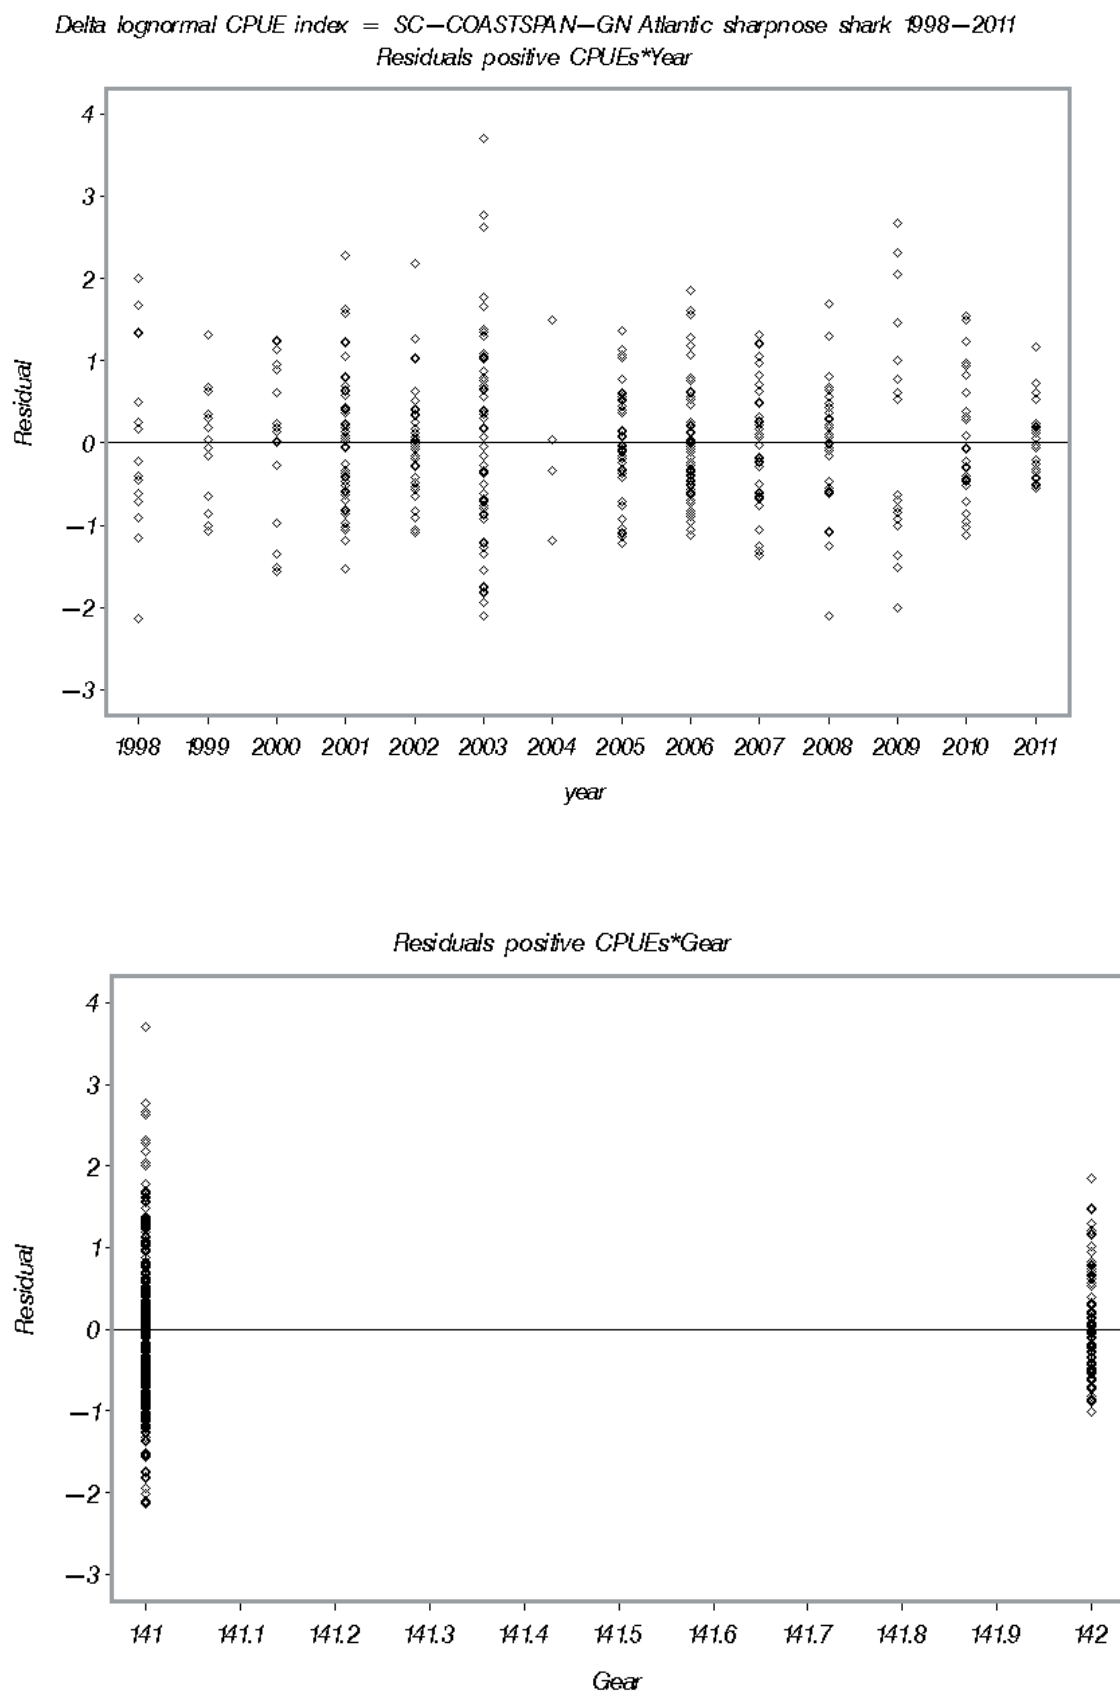 Delta lognormal CPUE index = SC−COASTSPAN−GN Atlantic sharpnose shark 1998−2011
Residuals positive CPUEs*Year
4
3
2
1
0
−1
−2
−3
Residual
1998 1999 2000 2001 2002 2003 2004 2005 2006 2007 2008 2009 2010 2011
year
Residuals positive CPUEs*Gear
4
3
2
1
0
−1
−2
−3
Residual
141 141.1 141.2 141.3 141.4 141.5 141.6 141.7 141.8 141.9 142
Gear